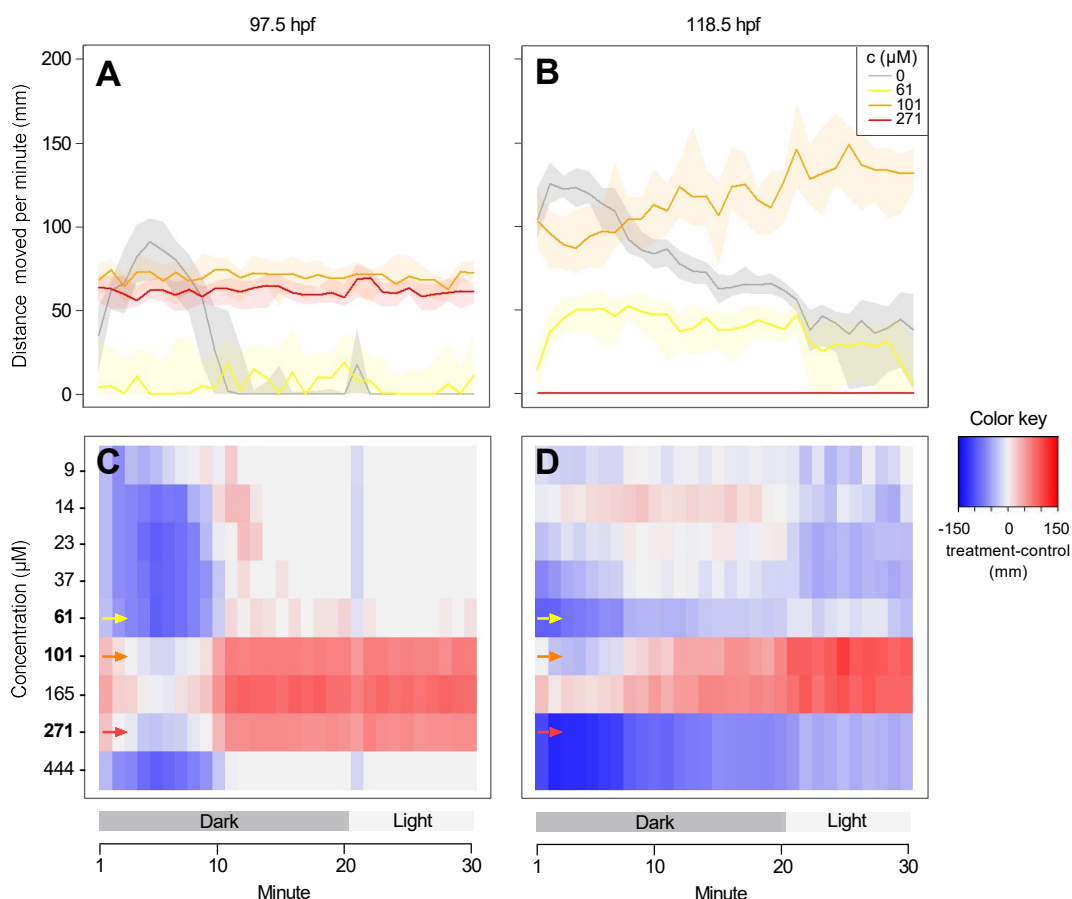 97.5 hpf
118.5 hpf
A
B
Distance moved per minute (mm)
200
150
100
50
0
c (µM)
0
61
101
271
C
D
Concentration (µM)
9
14
23
37
61
101
165
271
444
Color key
-150 0 150
treatment-control
(mm)
Dark Light
Dark Light
1 10 20 30
1 10 20 30
Minute
Minute